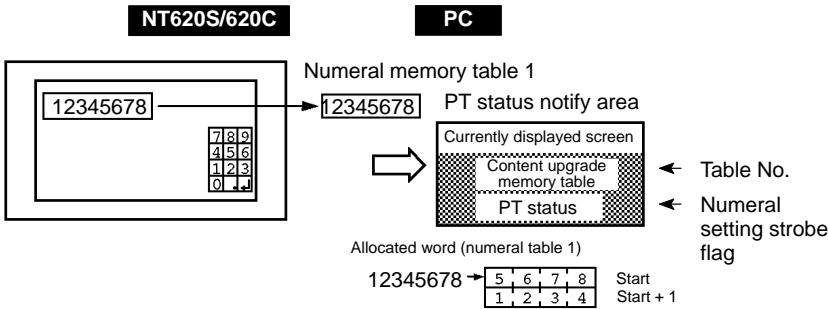 NT620S/620C
PC
Numeral memory table 1
12345678
12345678
PT status notify area
7 8 9
4 5 6
1 2 3
0 . ↲
Currently displayed screen
Content upgrade
memory table
PT status
Table No.
Numeral
setting strobe
flag
Allocated word (numeral table 1)
12345678
5 6 7 8 Start
1 2 3 4 Start + 1